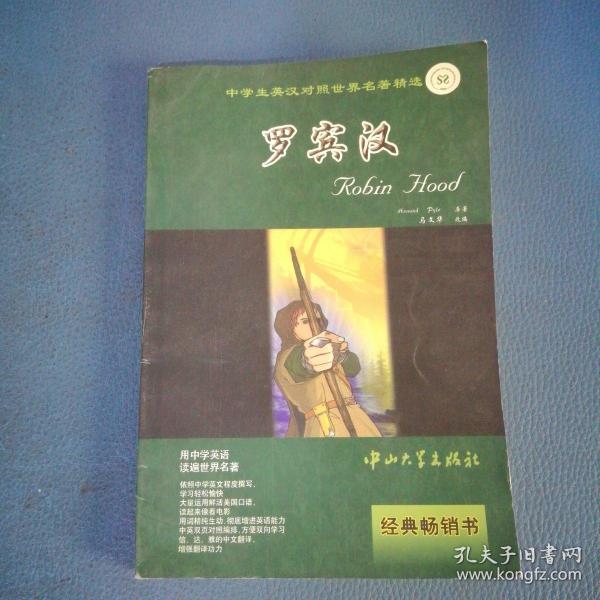 中学生英汉对照世界名著精选
SS
罗宾汉
Robin Hood
Howard Pyle 原著
马文华 改编
用中学英语
读遍世界名著
依照中学英文程度撰写,
学习轻松愉快
大量运用鲜活美国口语,
读起来像看电影
用词精纯生动,彻底增进英语能力
中英双页对照编排,方便双向学习
信、达、雅的中文翻译,
增强翻译功力
中山大学出版社
经典畅销书
孔夫子旧书网
www.kongfz.com